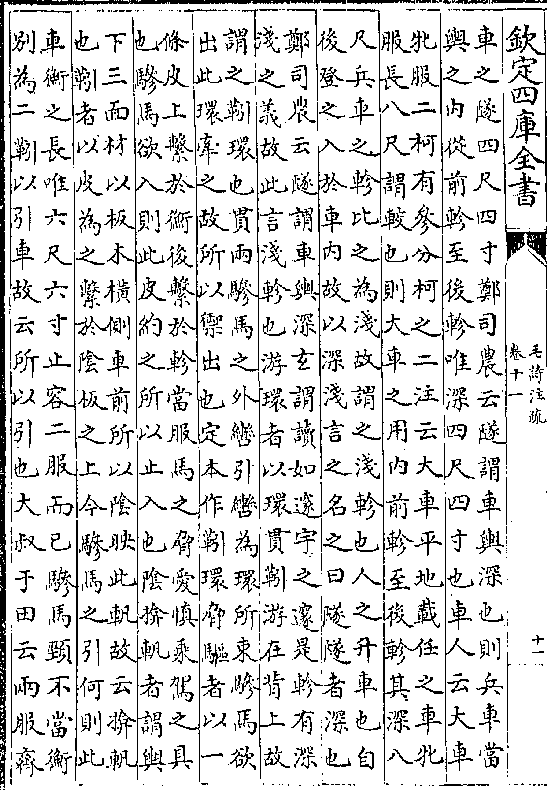 欽定四庫全書
毛詩注疏
卷十一
十一
車之隧四尺四寸鄭司農云隧謂車輿深也則兵車當
輿之内從前軫至後軫唯深四尺四寸也車人云大車
牝服二柯有參分柯之二注云大車平地載任之車牝
服長八尺謂較也則大車之用内前軫至後軫其深八
尺兵車之軫比之為淺故謂之淺軫也人之升車也自
後登之入於車内故以深淺言之名之曰隧隧者深也
鄭司農云隧謂車輿深玄謂讀如邃宇之邃是軫有深
淺之義故此言淺軫也游環者以環貫靷游在背上故
謂之靷環也貫兩驂馬之外轡引轡為環所束驂馬欲
出此環牽之故所以禦出也定本作靷環脅驅者以一
條皮上繫於衡後繫於軫當服馬之脅愛慎乘駕之具
也驂馬欲入則此皮約之所以止入也陰揜軓者謂輿
下三面材以板木橫側車前所以陰映此軓故云揜軓
也靷者以皮為之繫於陰板之上令驂馬之引何則此
車衡之長唯六尺六寸止容二服而已驂馬頸不當衡
别為二靷以引車故云所以引也大叔于田云兩服齊